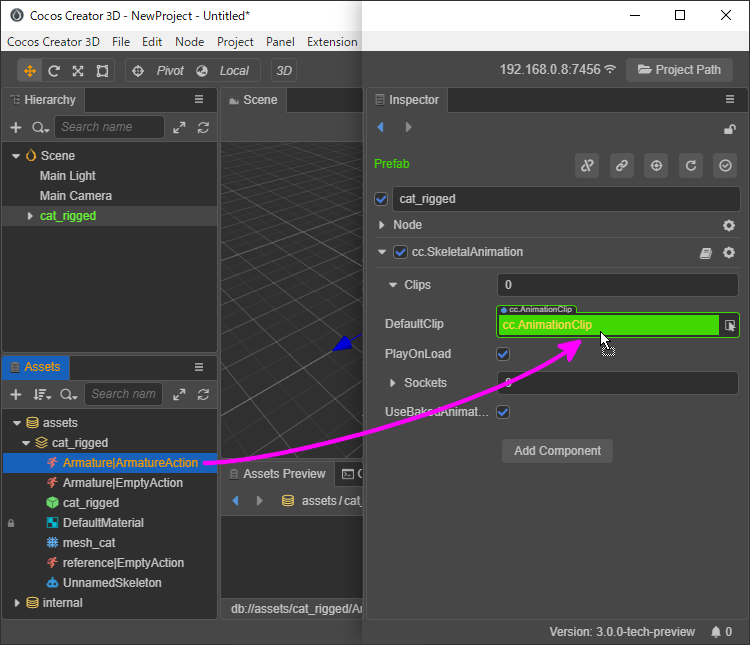 Cocos Creator 3D - NewProject - Untitled*
Cocos Creator 3D File Edit Node Project Panel Extension
Pivot Local 3D
192.168.0.8:7456 Project Path
Hierarchy
Search name
Scene
Main Light
Main Camera
cat_rigged
Scene
Assets
Search nam
assets
cat_rigged
Armature|ArmatureAction
Armature|EmptyAction
cat_rigged
DefaultMaterial
mesh_cat
reference|EmptyAction
UnnamedSkeleton
internal
Assets Preview
assets / cat_
db://assets/cat_rigged/Ar
Inspector
Prefab
cat_rigged
Node
cc.SkeletalAnimation
Clips 0
cc.AnimationClip
DefaultClip cc.AnimationClip
PlayOnLoad
Sockets 0
UseBakedAnimat...
Add Component
Version: 3.0.0-tech-preview 0